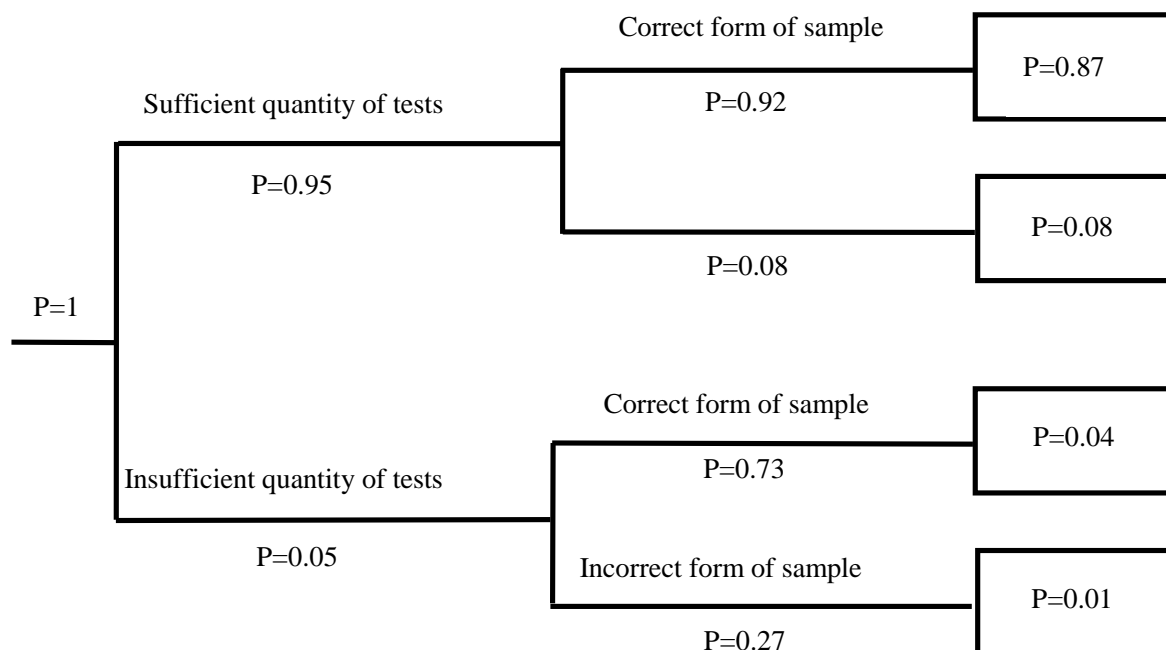 Correct form of sample
P=0.87
P=0.92
Sufficient quantity of tests
P=0.95
P=0.08
P=0.08
P=1
Correct form of sample
P=0.04
P=0.73
Insufficient quantity of tests
P=0.05
Incorrect form of sample
P=0.01
P=0.27